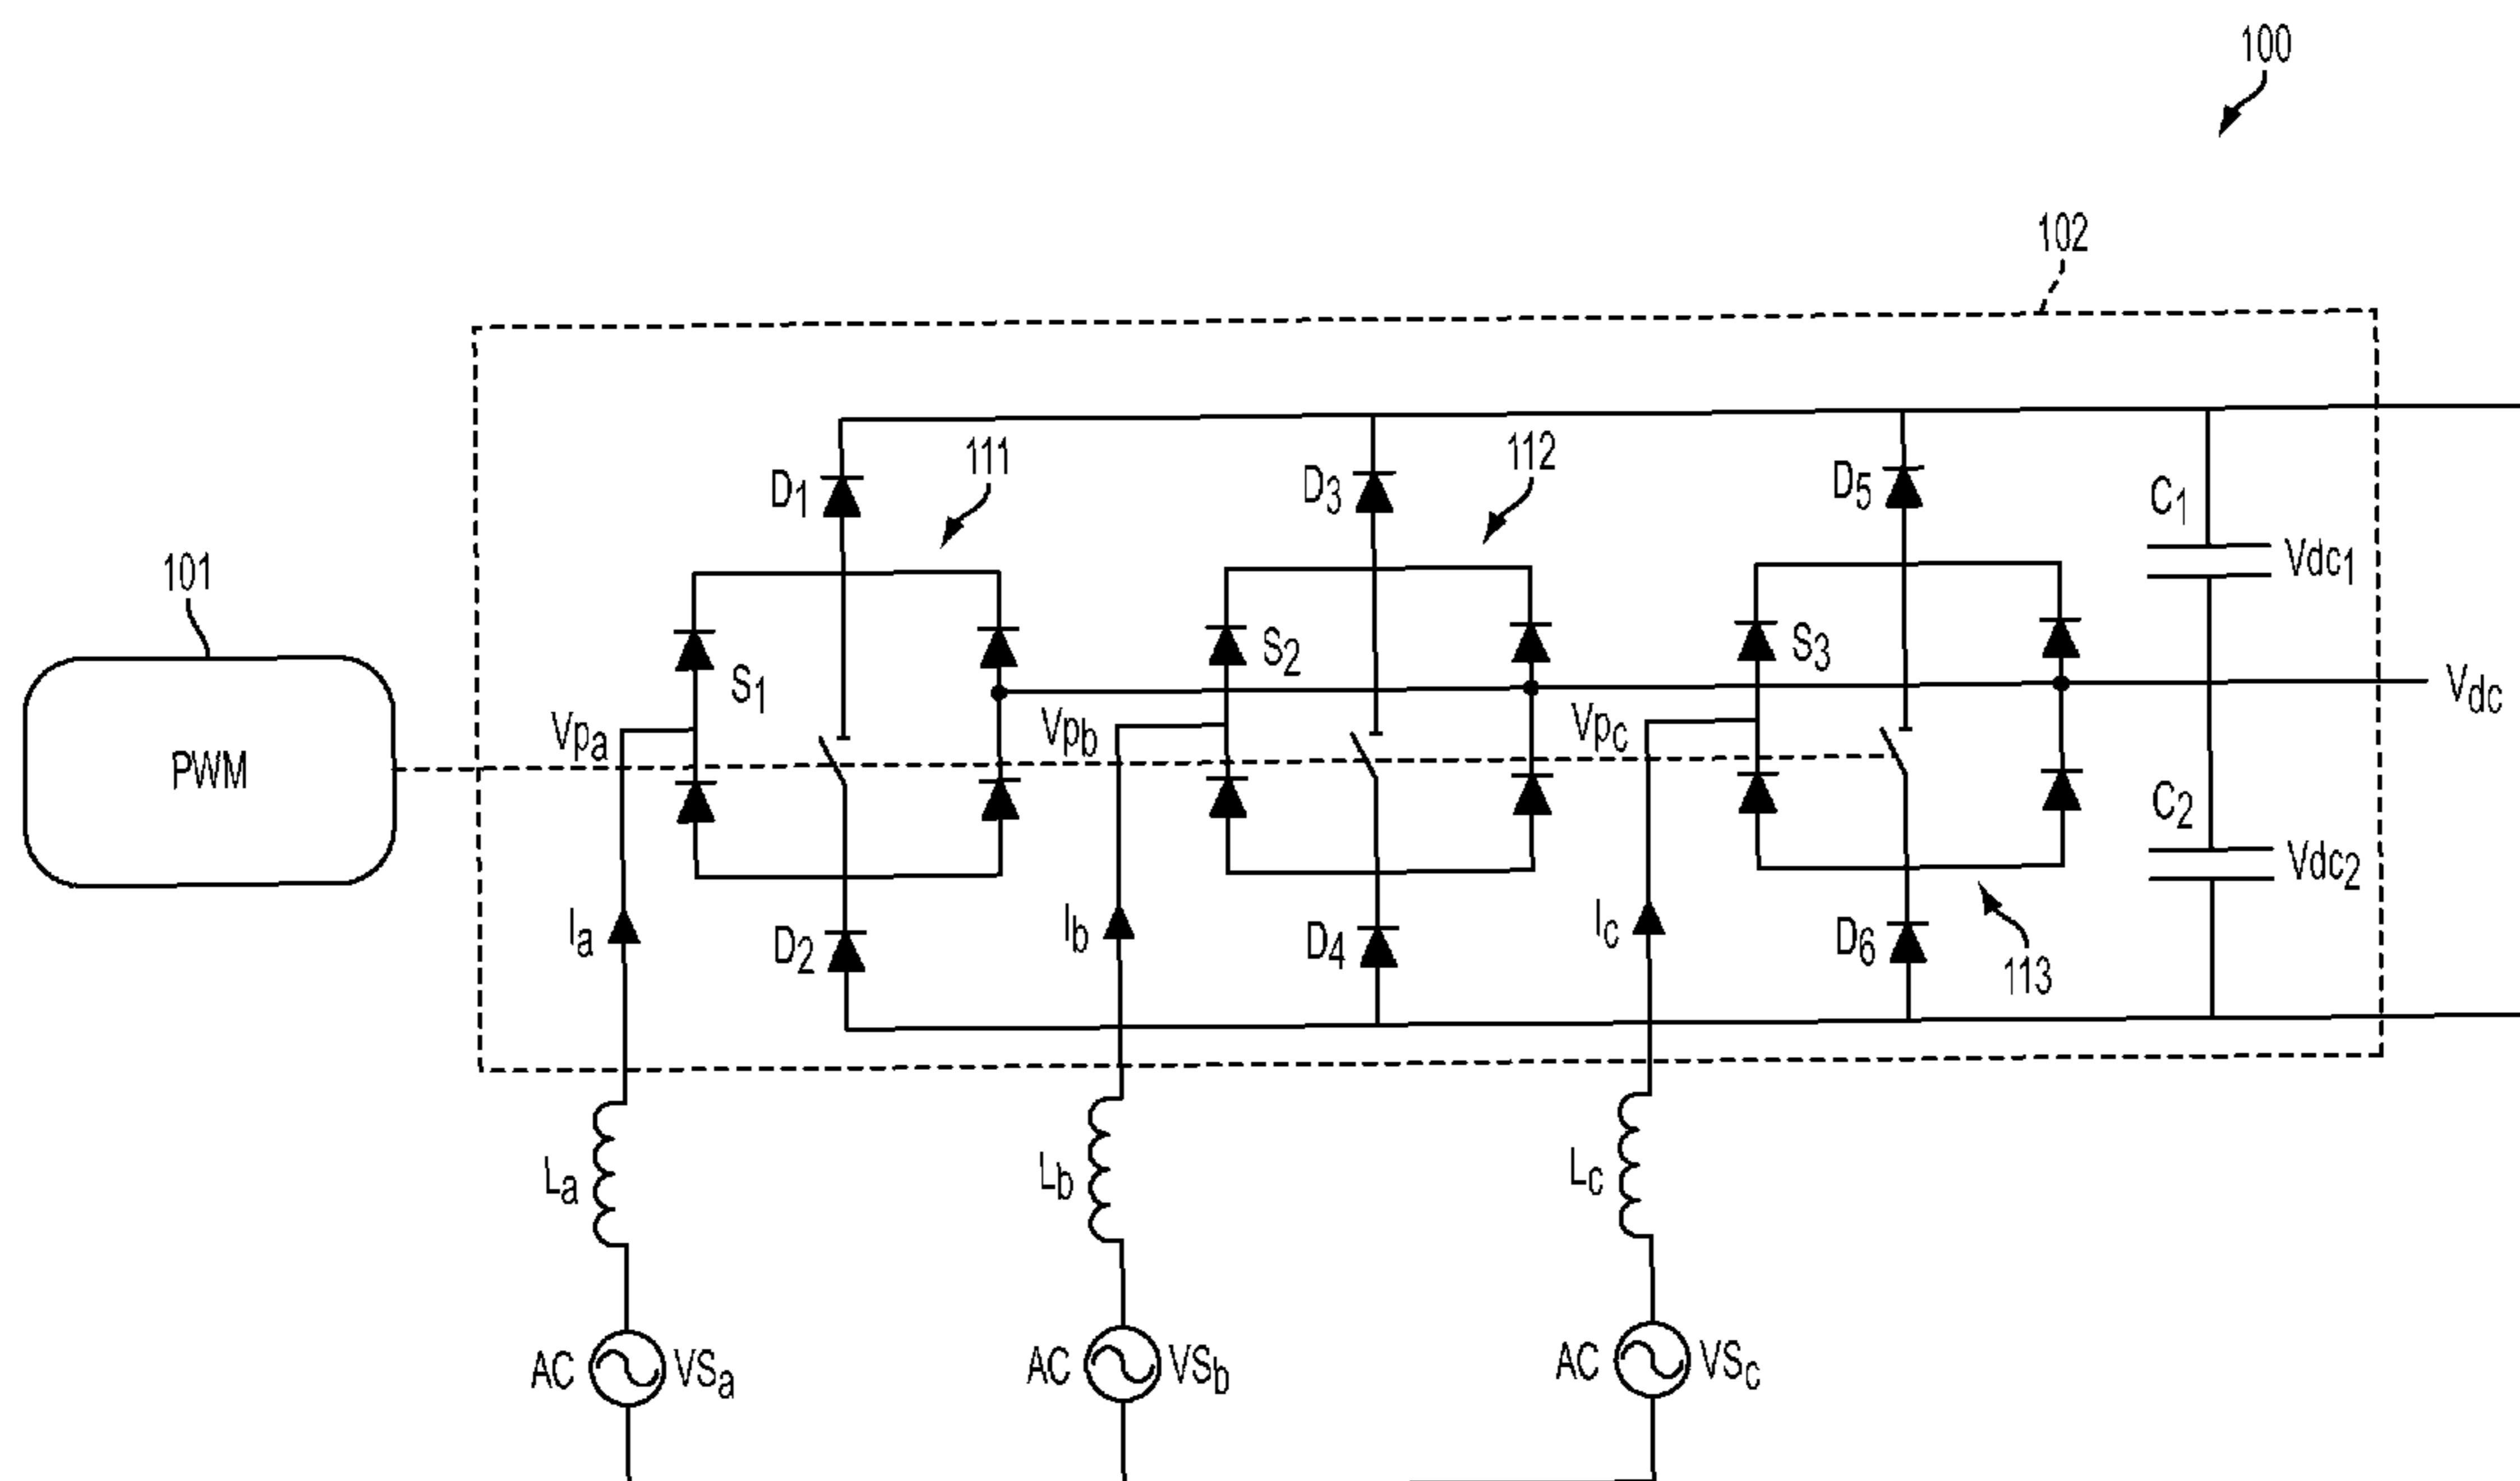 100
102
D1
111
D3
112
D5
C1
Vdc1
101
S1
S2
S3
Vpa
Vpb
Vpc
Vdc
PWM
C2
Vdc2
Ia
D2
Ib
D4
Ic
D6
113
La
Lb
Lc
AC
VSa
AC
VSb
AC
VSc